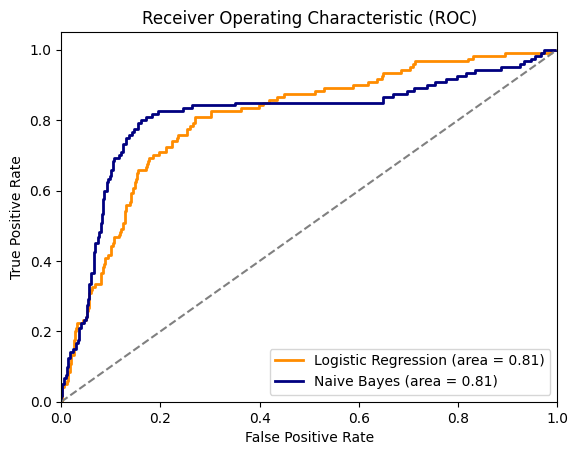 Receiver Operating Characteristic (ROC)
1.0
0.8
0.6
0.4
0.2
0.0
True Positive Rate
Logistic Regression (area = 0.81)
Naive Bayes (area = 0.81)
0.0 0.2 0.4 0.6 0.8 1.0
False Positive Rate